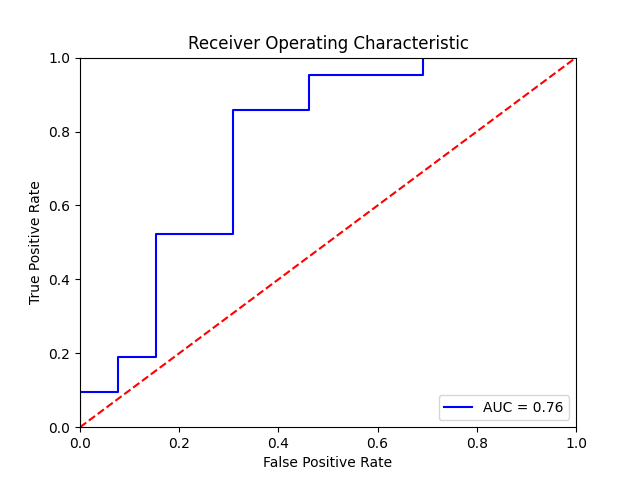 Receiver Operating Characteristic
True Positive Rate
1.0
0.8
0.6
0.4
0.2
0.0
AUC = 0.76
0.0 0.2 0.4 0.6 0.8 1.0
False Positive Rate